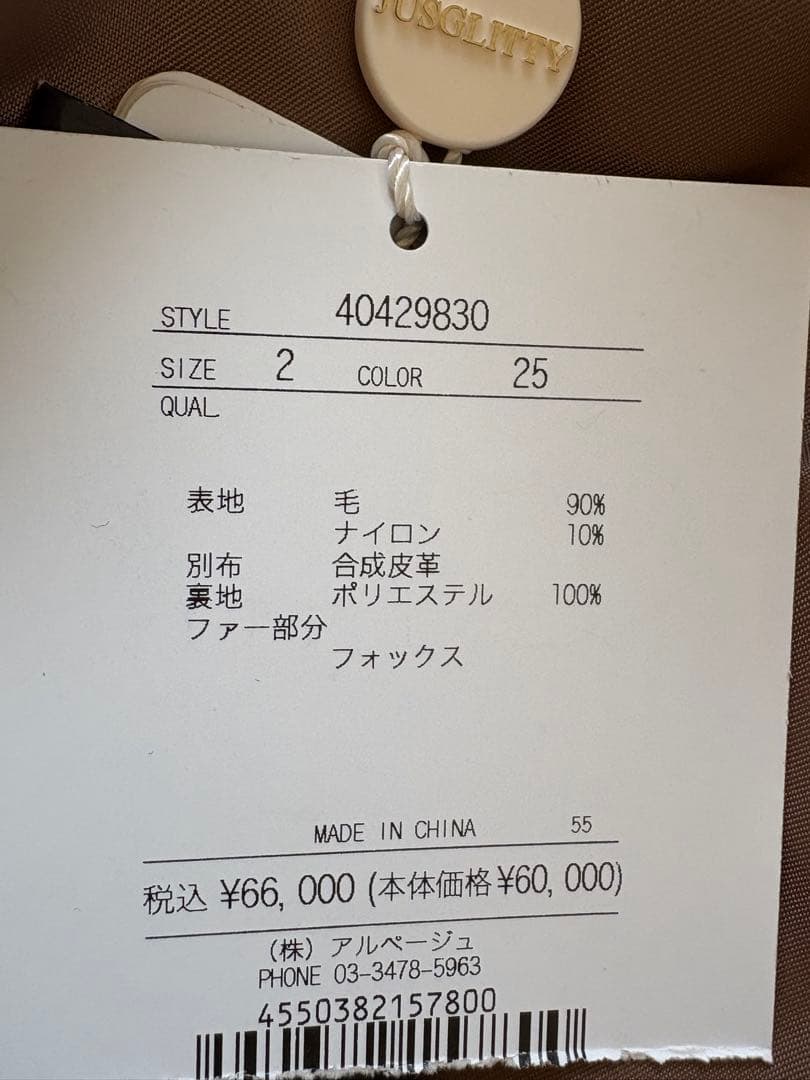 JUSGLITTY
STYLE 40429830
SIZE 2 COLOR 25
QUAL
表地 毛 90%
ナイロン 10%
別布 合成皮革
裏地 ポリエステル 100%
ファー部分
フォックス
MADE IN CHINA 55
税込 ¥66,000 (本体価格¥60,000)
(株) アルページュ
PHONE 03-3478-5963
4550382157800